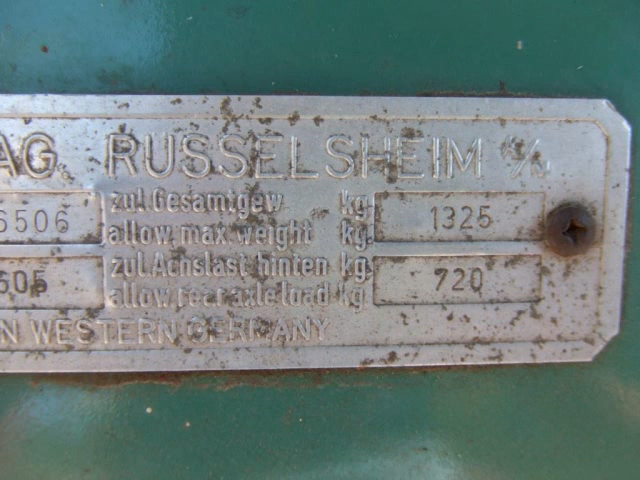 AG RUSSELSHEIM a/M
6506 zul. Gesamtgew kg 1325
allow. max. weight kg
505 zul. Achslast hinten kg 720
allow rear axle load kg
N WESTERN GERMANY